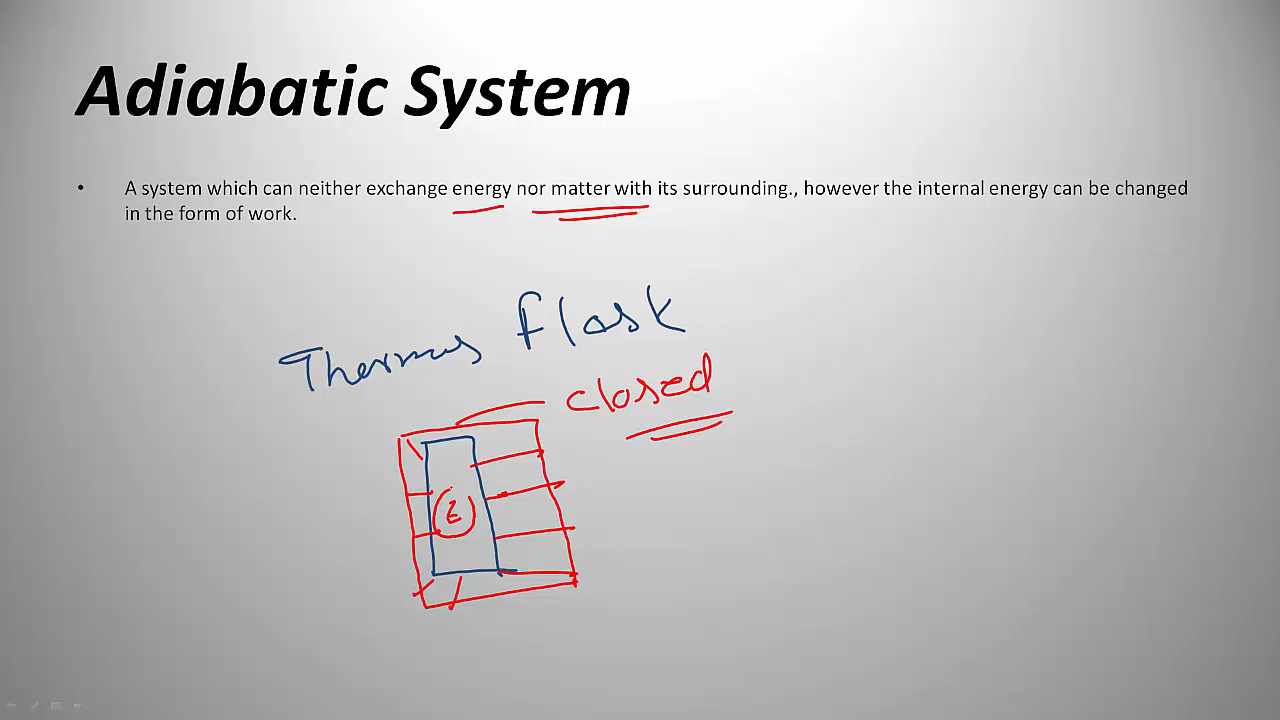 Adiabatic System
• A system which can neither exchange energy nor matter with its surrounding., however the internal energy can be changed
in the form of work.
Thermus flask
closed
E